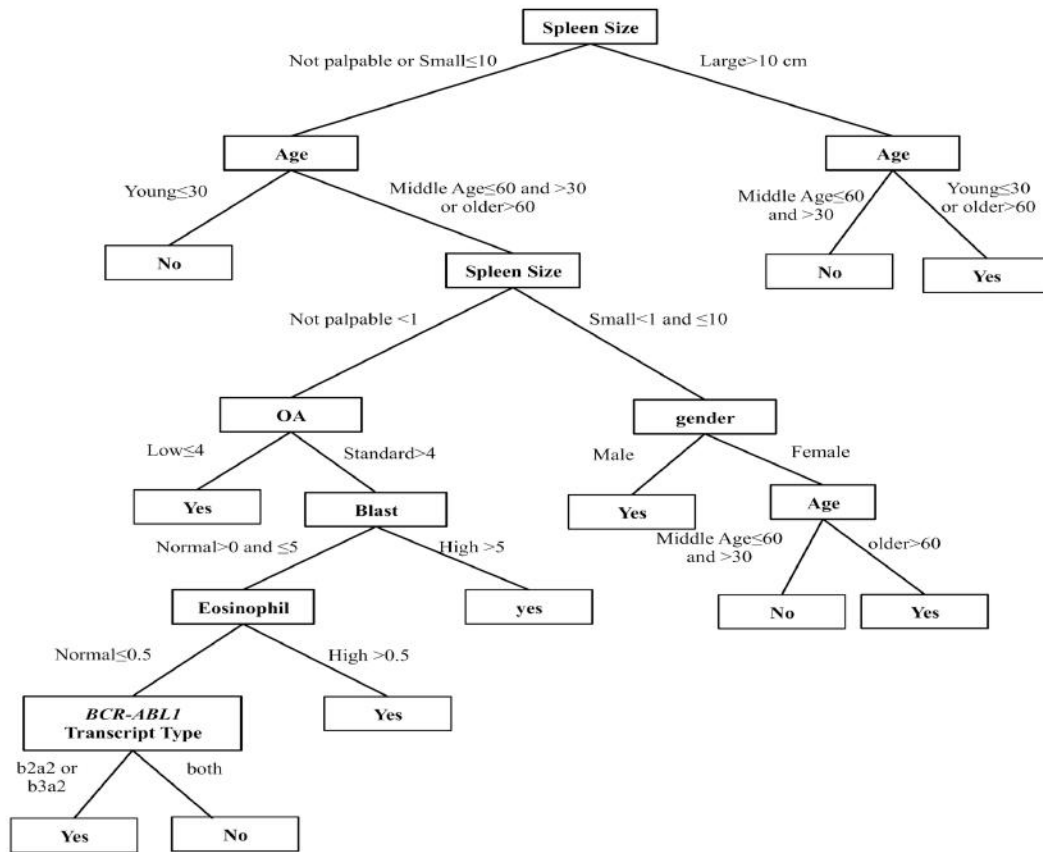 Spleen Size
Not palpable or Small≤10
Large>10 cm
Age
Age
Young≤30
Middle Age≤60 and >30
or older>60
Middle Age≤60
and >30
Young≤30
or older>60
No
Spleen Size
No
Yes
Not palpable <1
Small<1 and ≤10
OA
gender
Low≤4
Standard>4
Male
Female
Yes
Blast
Yes
Age
Normal>0 and ≤5
High >5
Middle Age≤60
and >30
older>60
Eosinophil
yes
No
Yes
Normal≤0.5
High >0.5
BCR-ABL1
Transcript Type
Yes
b2a2 or
b3a2
both
Yes
No